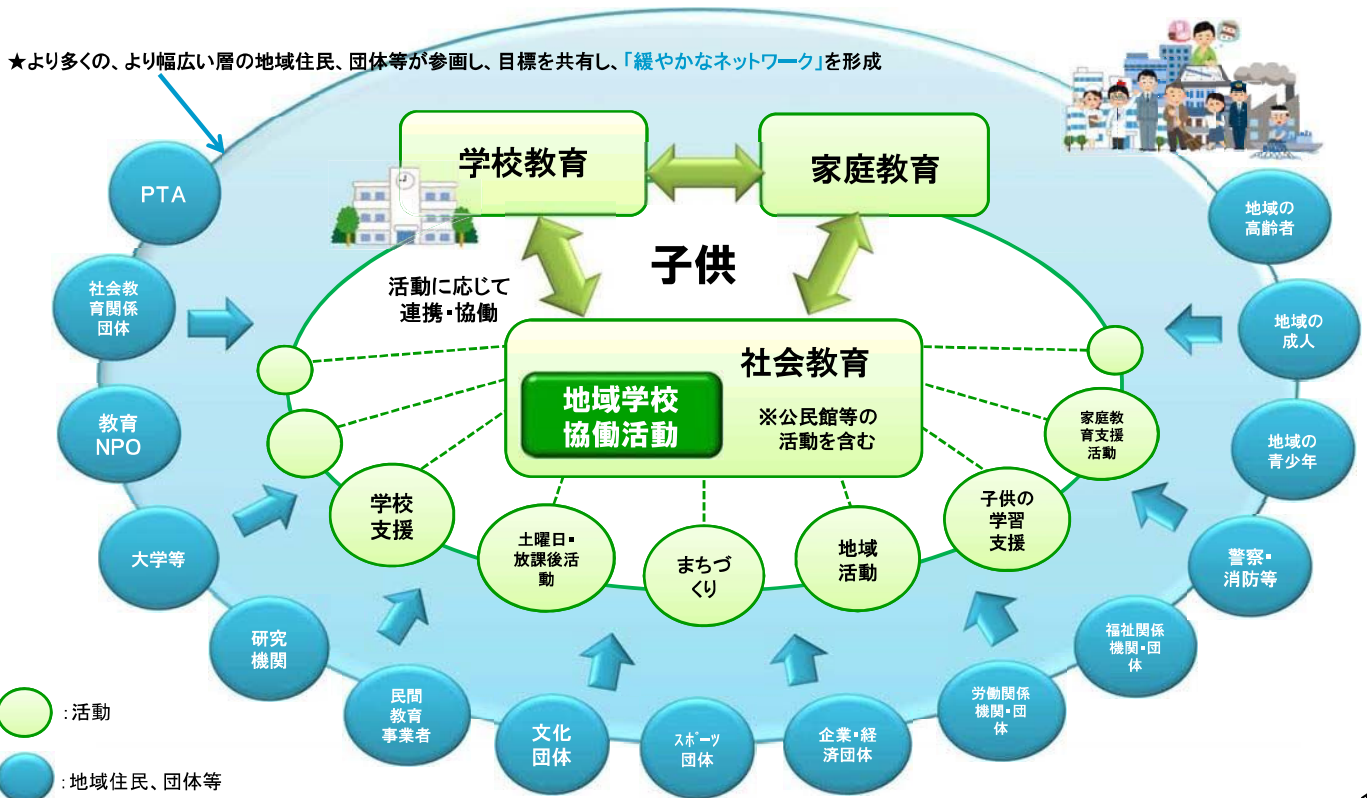 ★より多くの、より幅広い層の地域住民、団体等が参画し、目標を共有し、「緩やかなネットワーク」を形成
学校教育
家庭教育
子供
活動に応じて
連携・協働
社会教育
地域学校
協働活動
※公民館等の
活動を含む
学校
支援
土曜日・
放課後活
動
まちづ
くり
地域
活動
子供の
学習
支援
家庭教
育支援
活動
PTA
社会教
育関係
団体
教育
NPO
大学等
研究
機関
民間
教育
事業者
文化
団体
スポーツ
団体
企業・経
済団体
労働関係
機関・団
体
福祉関係
機関・団
体
警察・
消防等
地域の
青少年
地域の
成人
地域の
高齢者
:活動
:地域住民、団体等